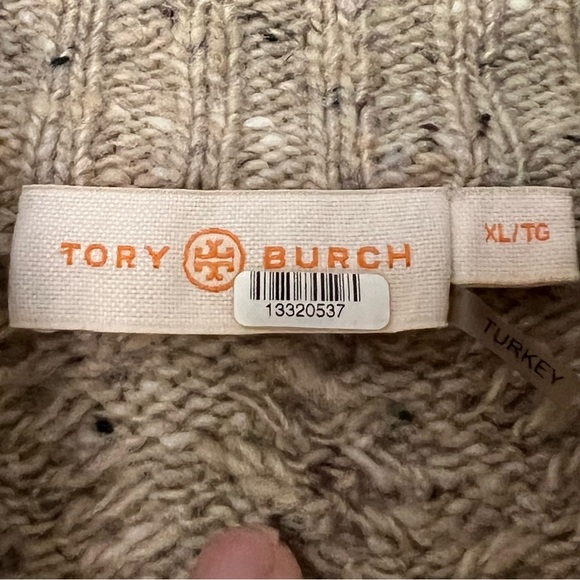 TORY BURCH
XL/TG
13320537
TURKEY